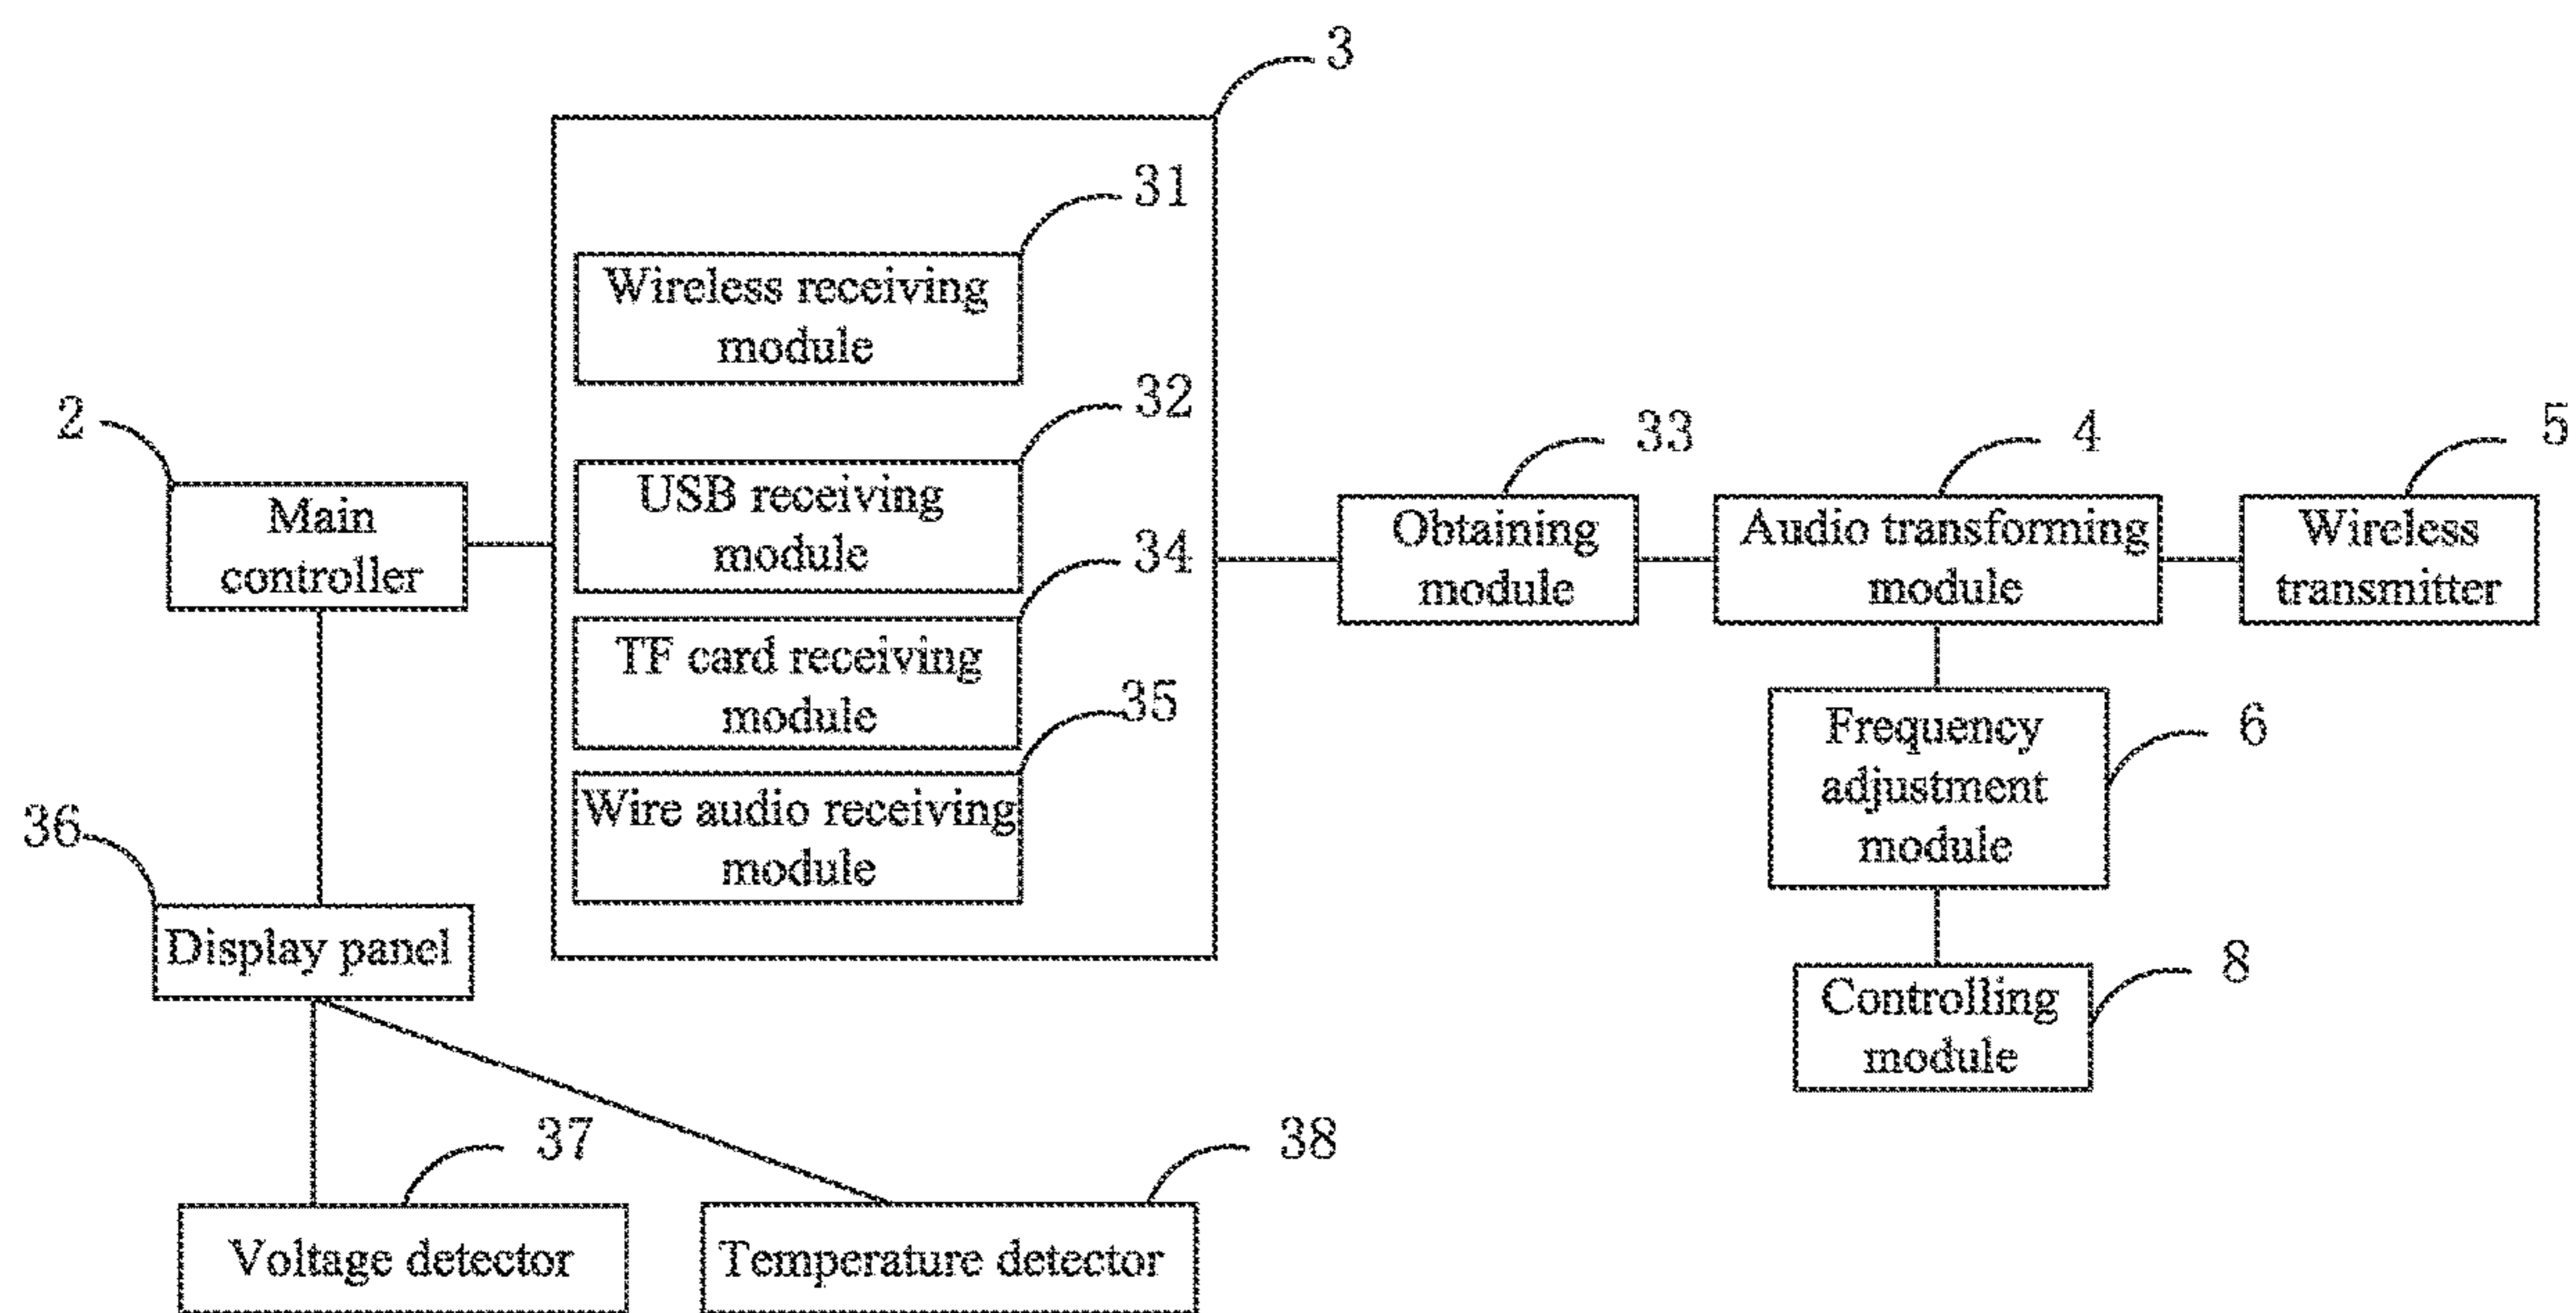 3
31
Wireless receiving
module
32
USB receiving
module
34
TF card receiving
module
35
Wire audio receiving
module
2
Main
controller
33
Obtaining
module
4
Audio transforming
module
5
Wireless
transmitter
6
Frequency
adjustment
module
8
Controlling
module
36
Display panel
37
Voltage detector
38
Temperature detector